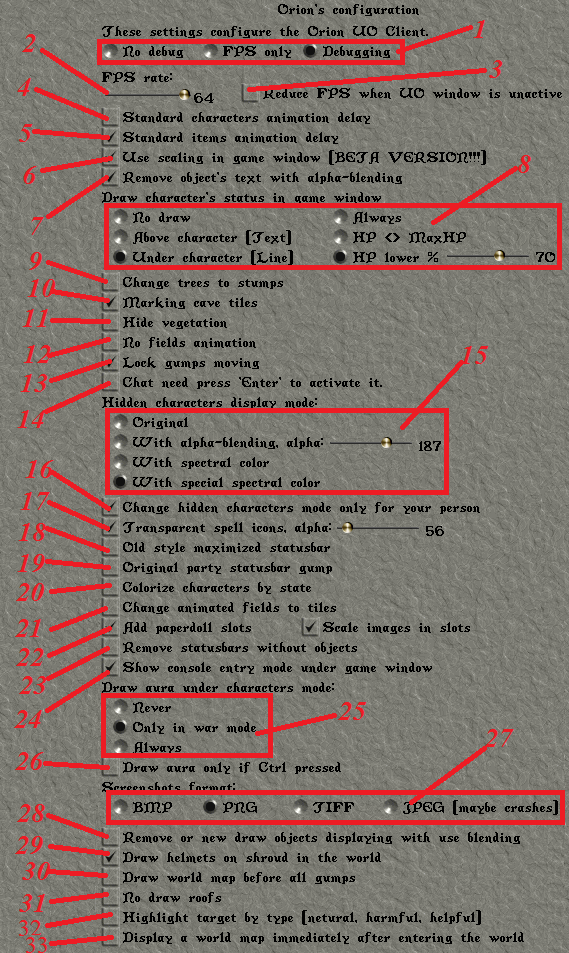 Orion's configuration
These settings configure the Orion UO Client.
1
No debug FPS only Debugging
2
FPS rate:
3
64 Reduce FPS when UO window is unactive
4 Standard characters animation delay
5 Standard items animation delay
6 Use scaling in game window [BETA VERSION!!!]
7 Remove object's text with alpha-blending
8
Draw character's status in game window
No draw Always
Above character [Text] HP <> MaxHP
Under character [Line] HP lower % 70
9 Change trees to stumps
10 Marking cave tiles
11 Hide vegetation
12 No fields animation
13 Lock gumps moving
14 Chat need press 'Enter' to activate it.
15
Hidden characters display mode:
Original
With alpha-blending, alpha: 187
With spectral color
With special spectral color
16 Change hidden characters mode only for your person
17 Transparent spell icons, alpha: 56
18 Old style maximized statusbar
19 Original party statusbar gump
20 Colorize characters by state
21 Change animated fields to tiles
22 Add paperdoll slots Scale images in slots
23 Remove statusbars without objects
24 Show console entry mode under game window
Draw aura under characters mode:
Never
Only in war mode 25
Always
26 Draw aura only if Ctrl pressed
27
Screenshots format:
BMP PNG TIFF JPEG [maybe crashes]
28 Remove or new draw objects displaying with use blending
29 Draw helmets on shroud in the world
30 Draw world map before all gumps
31 No draw roofs
32 Highlight target by type [netural, harmful, helpful]
33 Display a world map immediately after entering the world